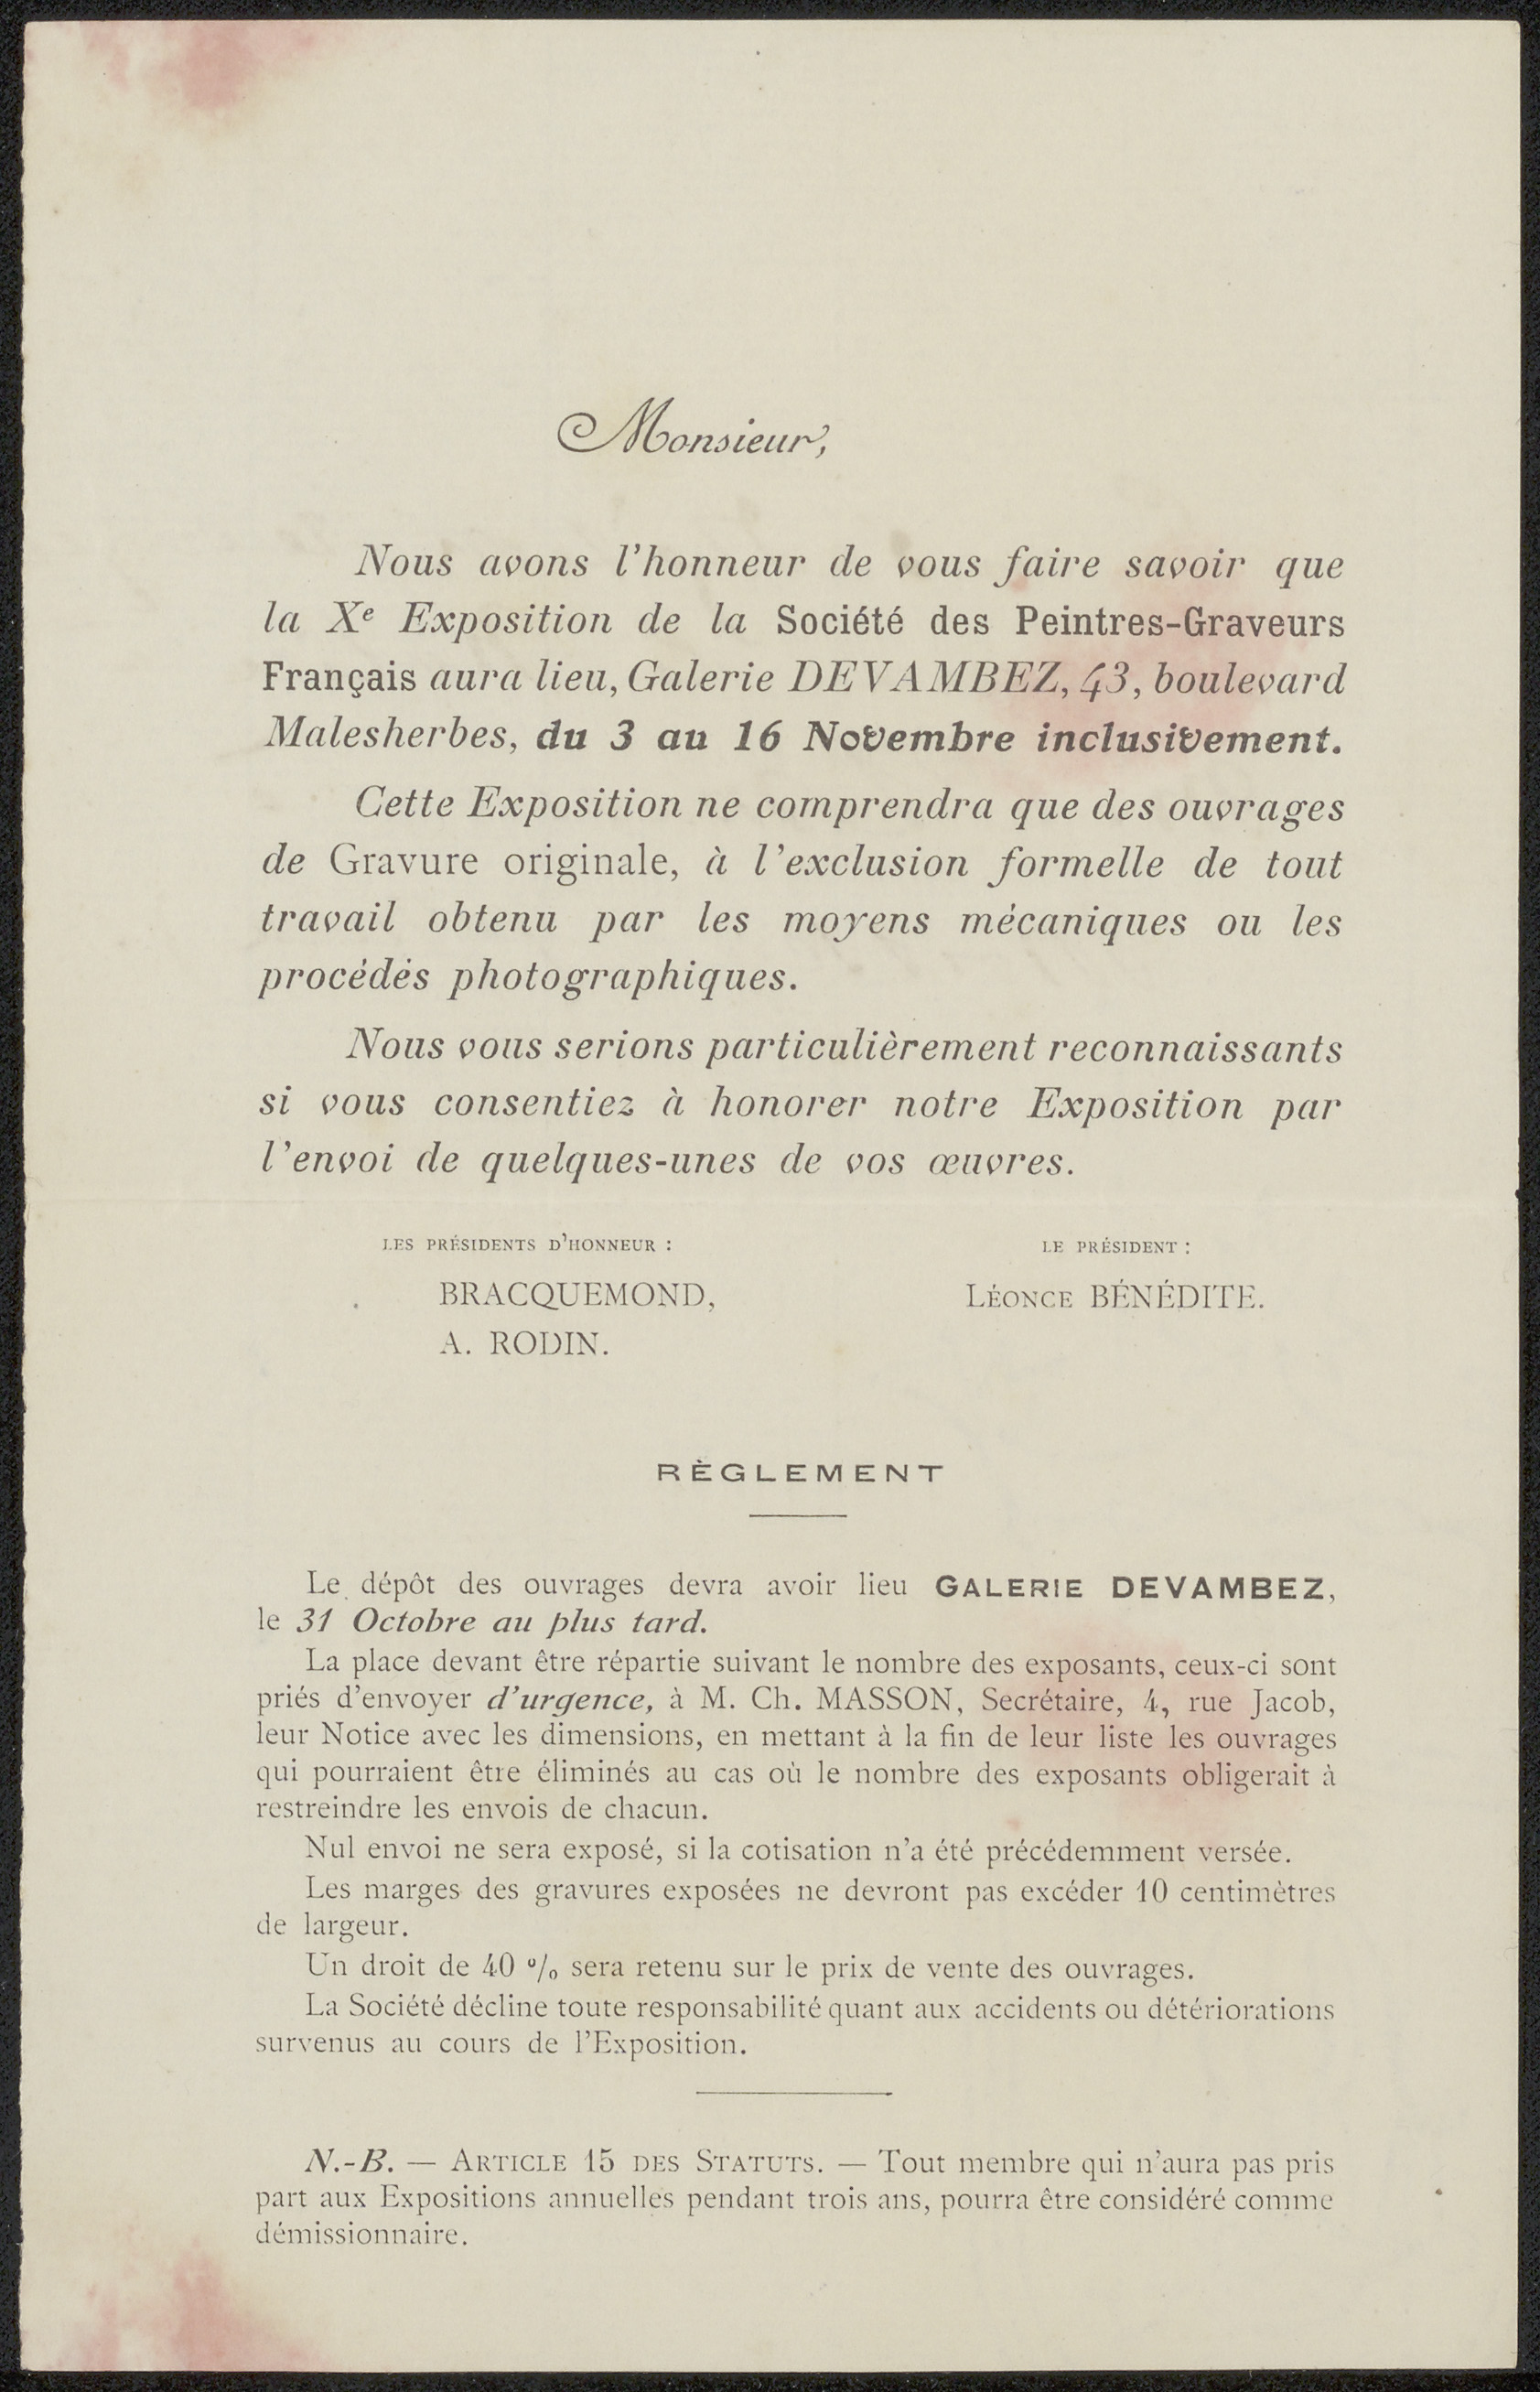 Monsieur,
Nous avons l'honneur de vous faire savoir que
la Xe Exposition de la Société des Peintres-Graveurs
Français aura lieu, Galerie DEVAMBEZ, 43, boulevard
Malesherbes, du 3 au 16 Novembre inclusivement.
Cette Exposition ne comprendra que des ouvrages
de Gravure originale, à l'exclusion formelle de tout
travail obtenu par les moyens mécaniques ou les
procédés photographiques.
Nous vous serions particulièrement reconnaissants
si vous consentiez à honorer notre Exposition par
l'envoi de quelques-unes de vos œuvres.
LES PRÉSIDENTS D'HONNEUR :
BRACQUEMOND,
A. RODIN.
LE PRÉSIDENT :
LÉONCE BÉNÉDITE.
RÈGLEMENT
Le dépôt des ouvrages devra avoir lieu GALERIE DEVAMBEZ,
le 31 Octobre au plus tard.
La place devant être répartie suivant le nombre des exposants, ceux-ci sont
priés d'envoyer d'urgence, à M. Ch. MASSON, Secrétaire, 4, rue Jacob,
leur Notice avec les dimensions, en mettant à la fin de leur liste les ouvrages
qui pourraient être éliminés au cas où le nombre des exposants obligerait à
restreindre les envois de chacun.
Nul envoi ne sera exposé, si la cotisation n'a été précédemment versée.
Les marges des gravures exposées ne devront pas excéder 10 centimètres
de largeur.
Un droit de 40 % sera retenu sur le prix de vente des ouvrages.
La Société décline toute responsabilité quant aux accidents ou détériorations
survenus au cours de l'Exposition.
N.-B. — ARTICLE 15 DES STATUTS. — Tout membre qui n'aura pas pris
part aux Expositions annuelles pendant trois ans, pourra être considéré comme
démissionnaire.